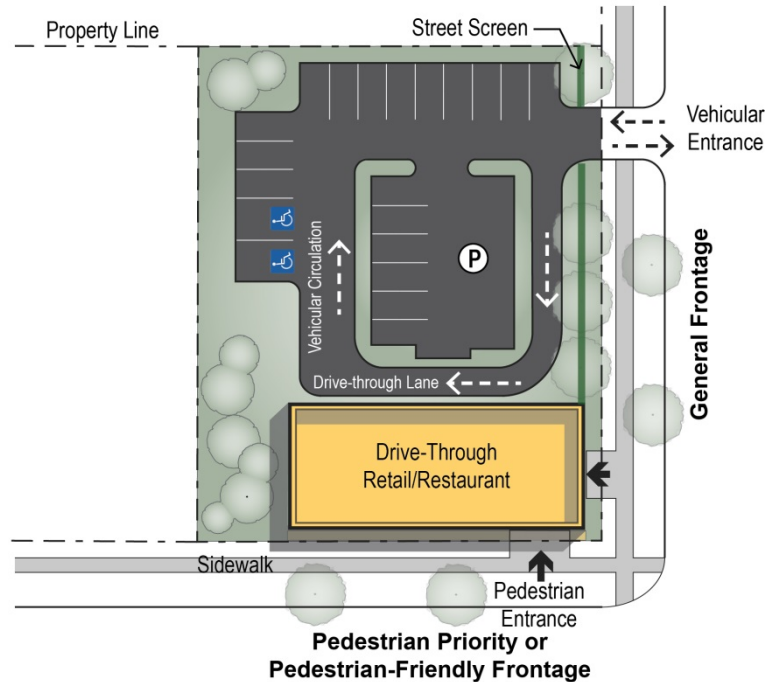 Property Line
Street Screen
Vehicular
Entrance
P
Vehicular Circulation
Drive-through Lane
General Frontage
Drive-Through
Retail/Restaurant
Sidewalk
Pedestrian
Entrance
Pedestrian Priority or
Pedestrian-Friendly Frontage